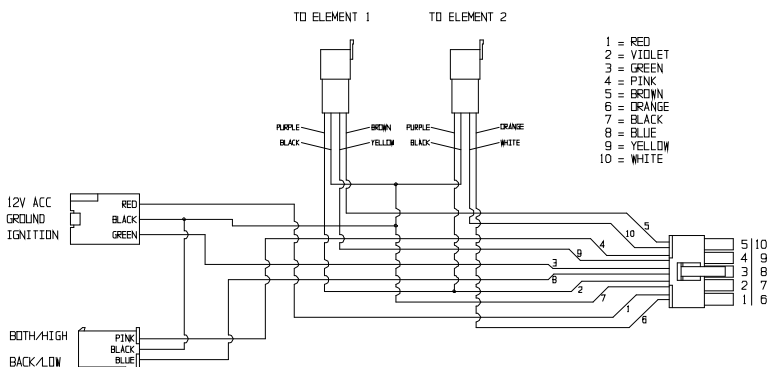 TO ELEMENT 1
TO ELEMENT 2
1 = RED
2 = VIOLET
3 = GREEN
4 = PINK
5 = BROWN
6 = ORANGE
7 = BLACK
8 = BLUE
9 = YELLOW
10 = WHITE
PURPLE
BROWN
PURPLE
ORANGE
BLACK
YELLOW
BLACK
WHITE
12V ACC
RED
GROUND
BLACK
IGNITION
GREEN
5
10
4
9
3
8
2
7
1
6
5 10
4 9
3 8
2 7
1 6
BOTH/HIGH
PINK
BLACK
BACK/LOW
BLUE